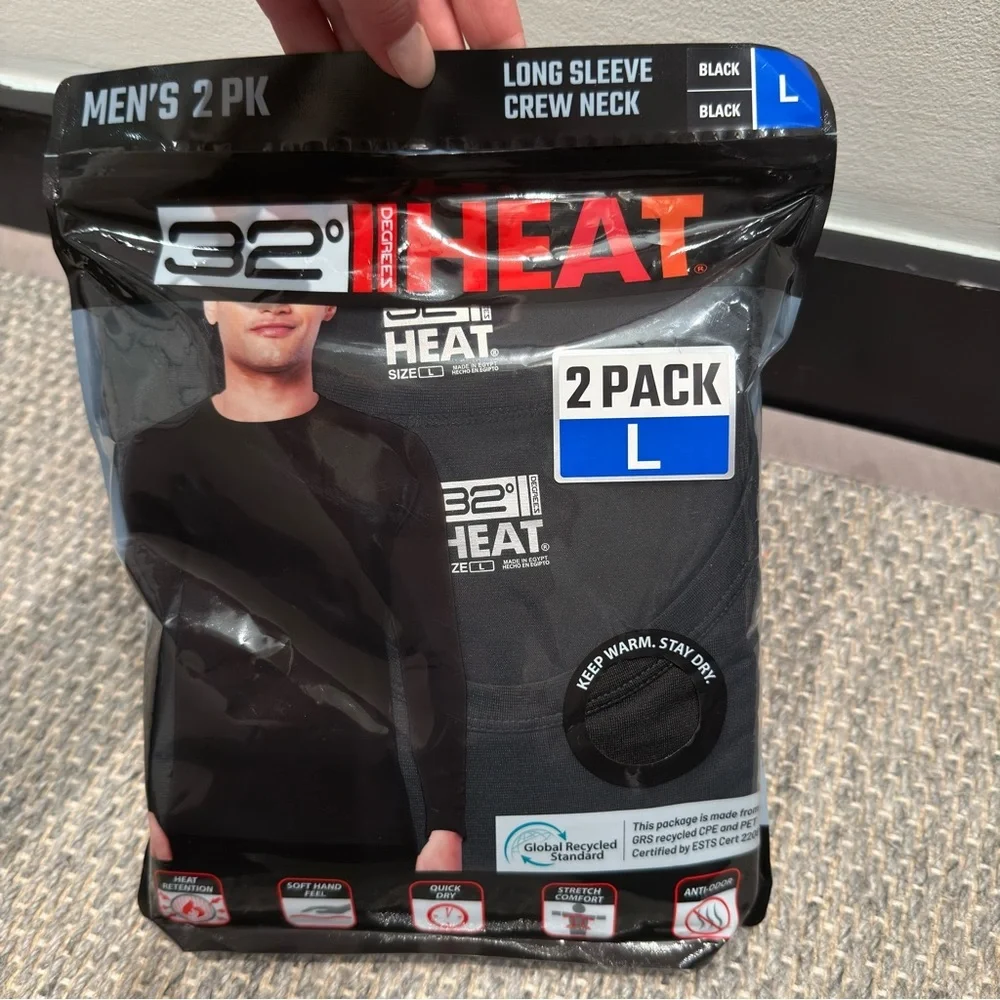 MEN'S 2 PK
LONG SLEEVE
CREW NECK
BLACK
BLACK
L
32° DEGREES HEAT®
HEAT®
SIZE L MADE IN EGYPT
HECHO EN EGIPTO
2 PACK
L
32° DEGREES
HEAT®
ZE L MADE IN EGYPT
HECHO EN EGIPTO
KEEP WARM. STAY DRY.
Global Recycled
Standard
This package is made from
GRS recycled CPE and PET
Certified by ESTS Cert
HEAT
RETENTION
SOFT HAND
FEEL
QUICK
DRY
STRETCH
COMFORT
ANTI-ODOR